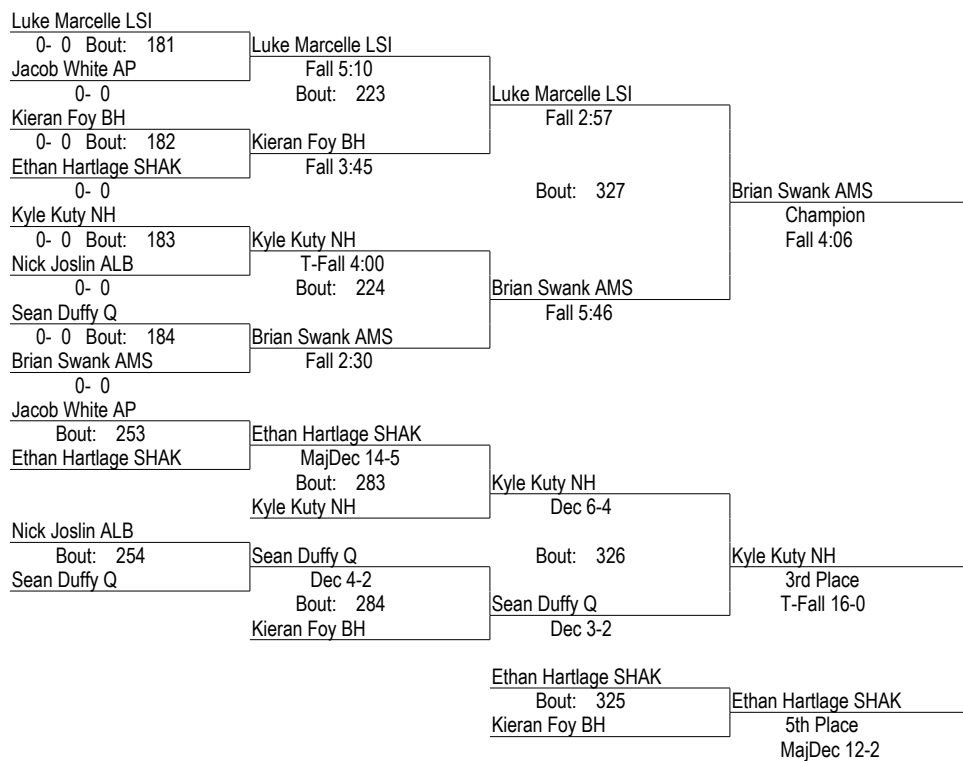 Luke Marcelle LSI
0- 0 Bout: 181
Luke Marcelle LSI
Jacob White AP
Fall 5:10
0- 0
Bout: 223
Luke Marcelle LSI
Kieran Foy BH
Fall 2:57
0- 0 Bout: 182
Kieran Foy BH
Ethan Hartlage SHAK
Fall 3:45
0- 0
Bout: 327
Brian Swank AMS
Kyle Kuty NH
Champion
0- 0 Bout: 183
Kyle Kuty NH
Fall 4:06
Nick Joslin ALB
T-Fall 4:00
0- 0
Bout: 224
Brian Swank AMS
Sean Duffy Q
Fall 5:46
0- 0 Bout: 184
Brian Swank AMS
Brian Swank AMS
Fall 2:30
0- 0
Jacob White AP
Bout: 253
Ethan Hartlage SHAK
Ethan Hartlage SHAK
MajDec 14-5
Bout: 283
Kyle Kuty NH
Kyle Kuty NH
Dec 6-4
Nick Joslin ALB
Bout: 254
Sean Duffy Q
Bout: 326
Kyle Kuty NH
Sean Duffy Q
Dec 4-2
3rd Place
Bout: 284
Sean Duffy Q
T-Fall 16-0
Kieran Foy BH
Dec 3-2
Ethan Hartlage SHAK
Bout: 325
Ethan Hartlage SHAK
Kieran Foy BH
5th Place
MajDec 12-2